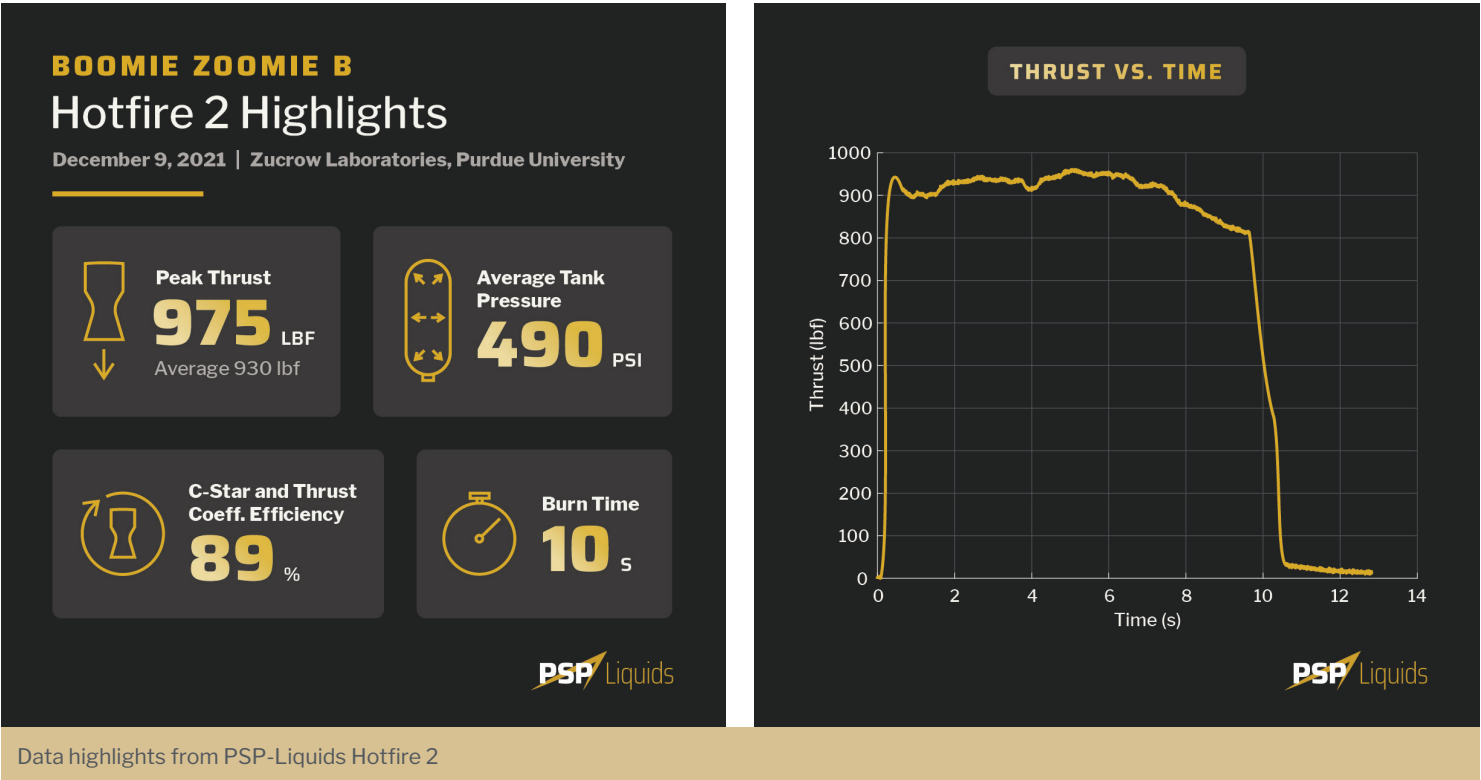 BOOMIE ZOOMIE B
Hotfire 2 Highlights
December 9, 2021 | Zucrow Laboratories, Purdue University
Peak Thrust
975 LBF
Average 930 lbf
Average Tank
Pressure
490 PSI
C-Star and Thrust
Coeff. Efficiency
89 %
Burn Time
10 S
PSP Liquids
THRUST VS. TIME
1000
900
800
700
600
500
400
300
200
100
0
Thrust (lbf)
0 2 4 6 8 10 12 14
Time (s)
PSP Liquids
Data highlights from PSP-Liquids Hotfire 2